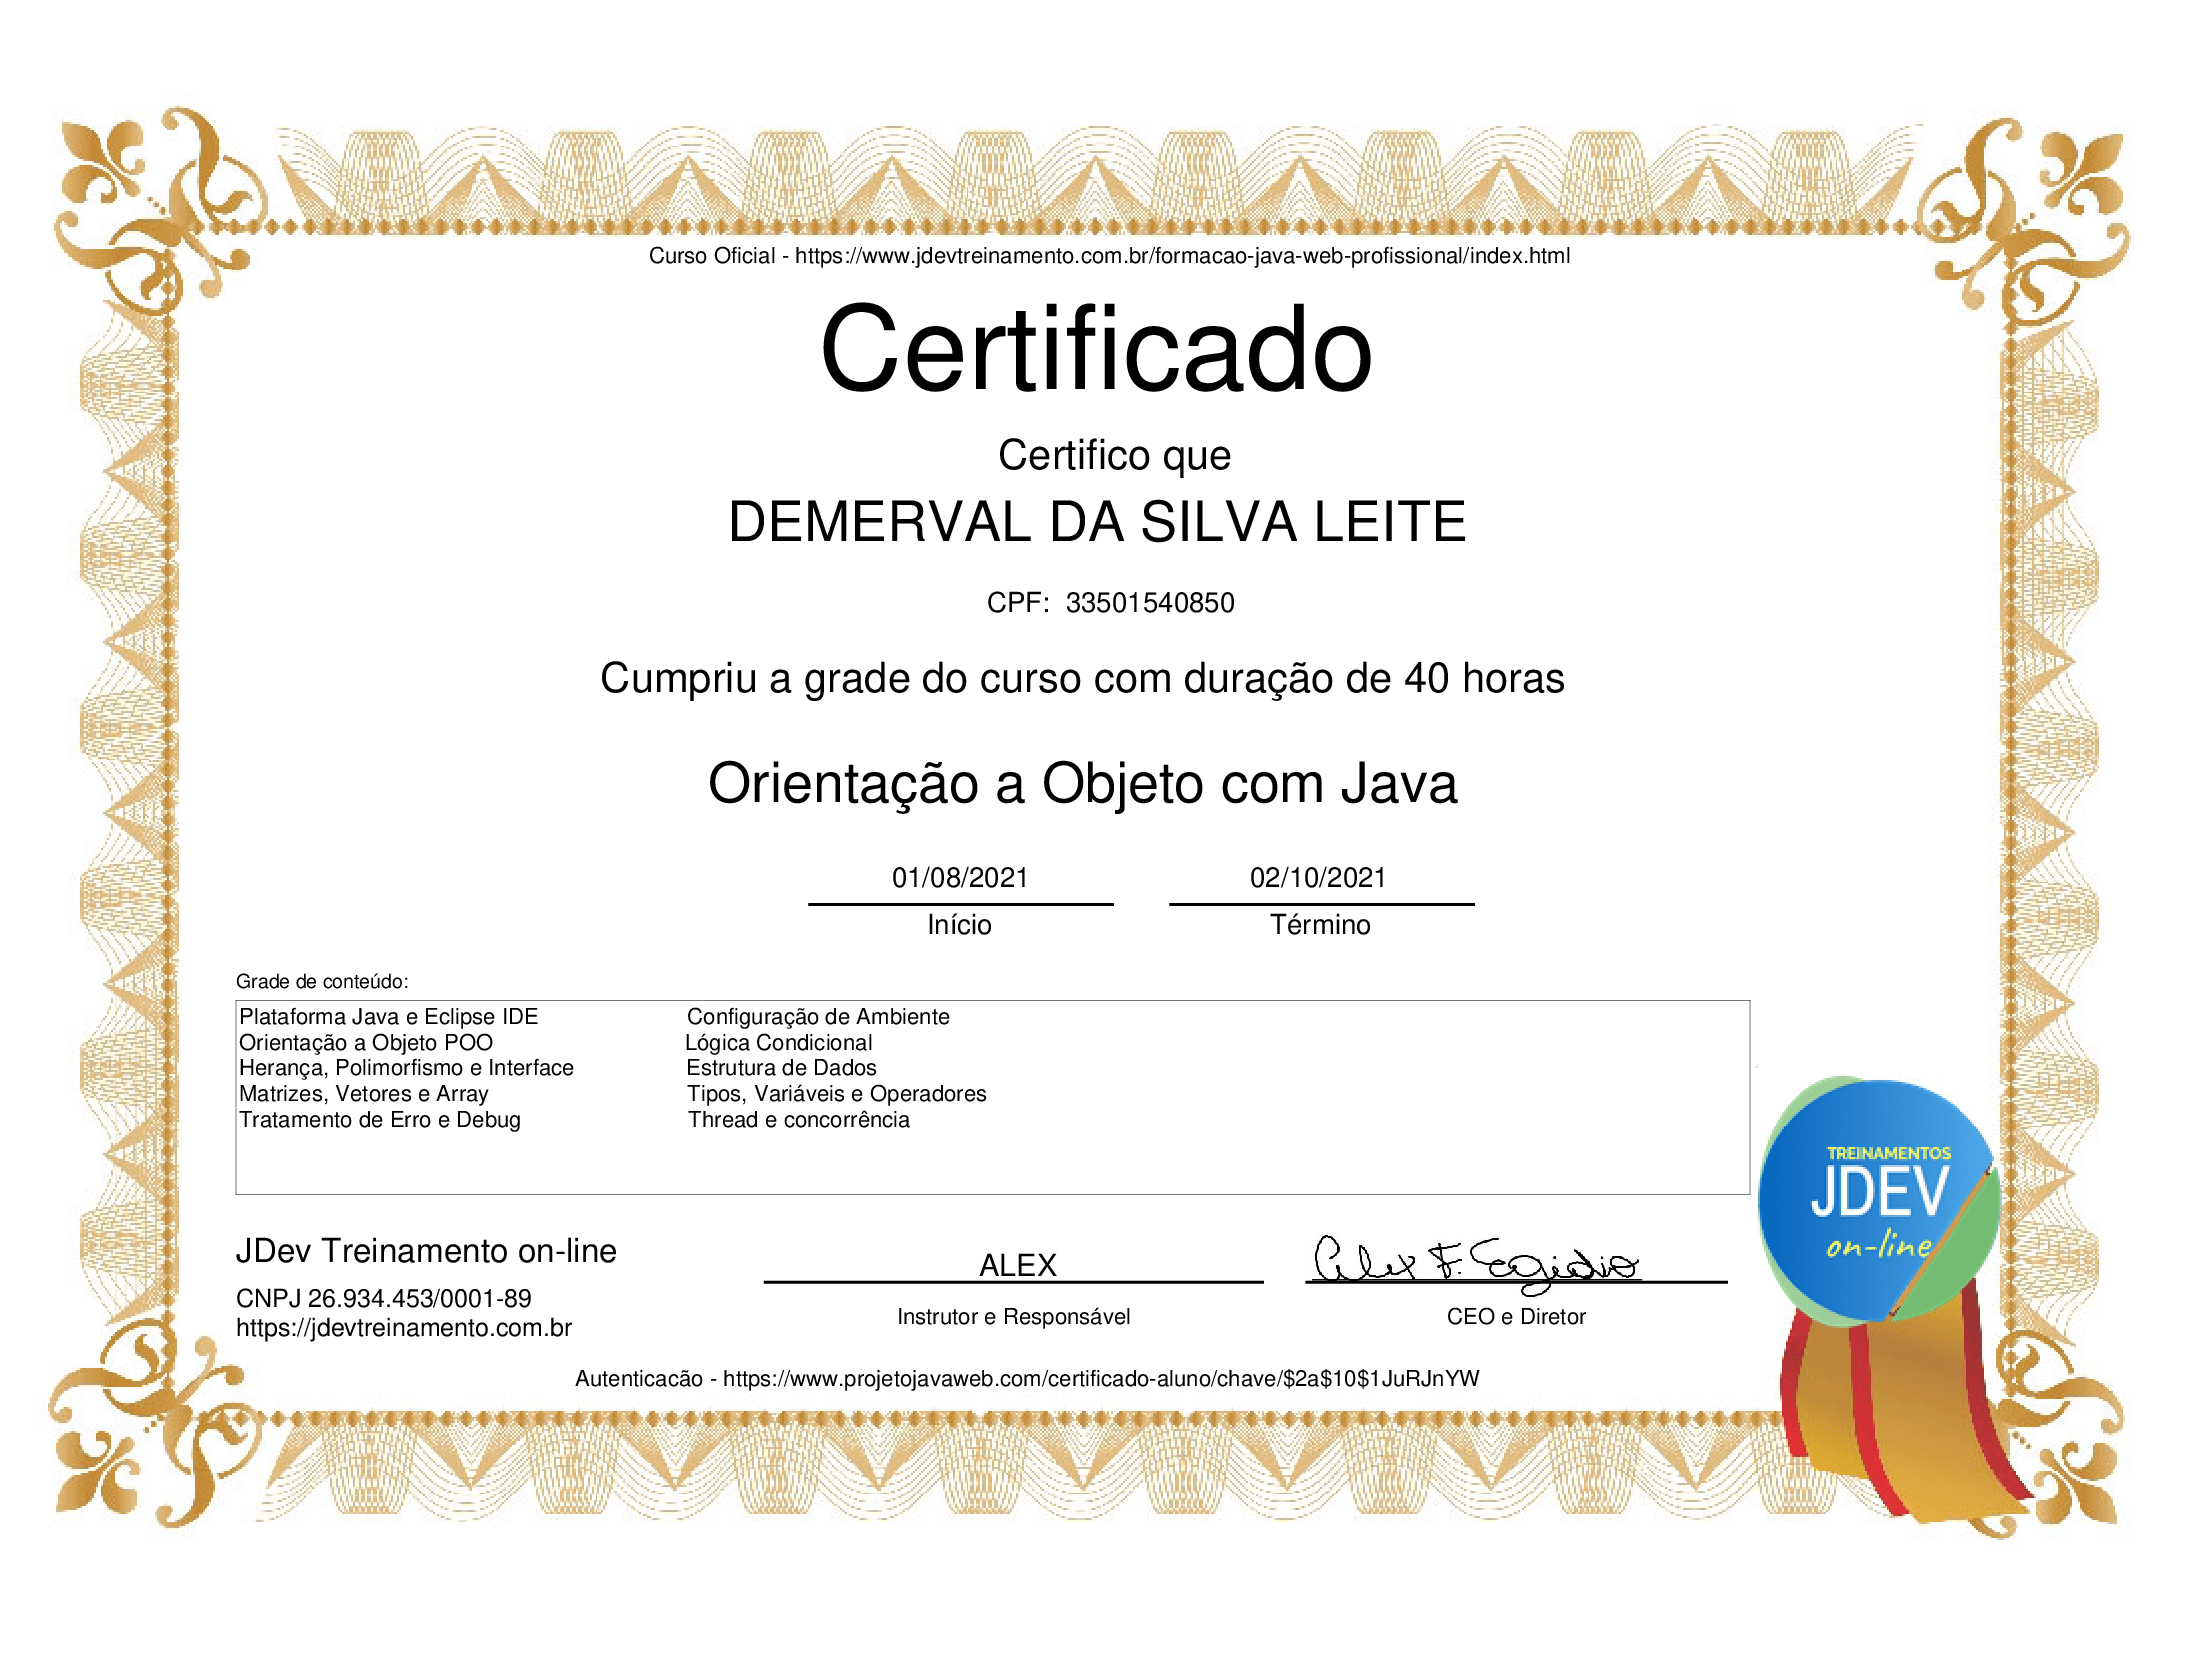 Curso Oficial - https://www.jdevtreinamento.com.br/formacao-java-web-profissional/index.html
Certificado
Certifico que
DEMERVAL DA SILVA LEITE
CPF: 33501540850
Cumpriu a grade do curso com duração de 40 horas
Orientação a Objeto com Java
01/08/2021 02/10/2021
Início Término
Grade de conteúdo:
Plataforma Java e Eclipse IDE Configuração de Ambiente
Orientação a Objeto POO Lógica Condicional
Herança, Polimorfismo e Interface Estrutura de Dados
Matrizes, Vetores e Array Tipos, Variáveis e Operadores
Tratamento de Erro e Debug Thread e concorrência
TREINAMENTOS
JDEV
on-line
JDev Treinamento on-line
ALEX Alex F. Egidio
CNPJ 26.934.453/0001-89
Instrutor e Responsável CEO e Diretor
https://jdevtreinamento.com.br
Autenticacão - https://www.projetojavaweb.com/certificado-aluno/chave/$2a$10$1JuRJnYW